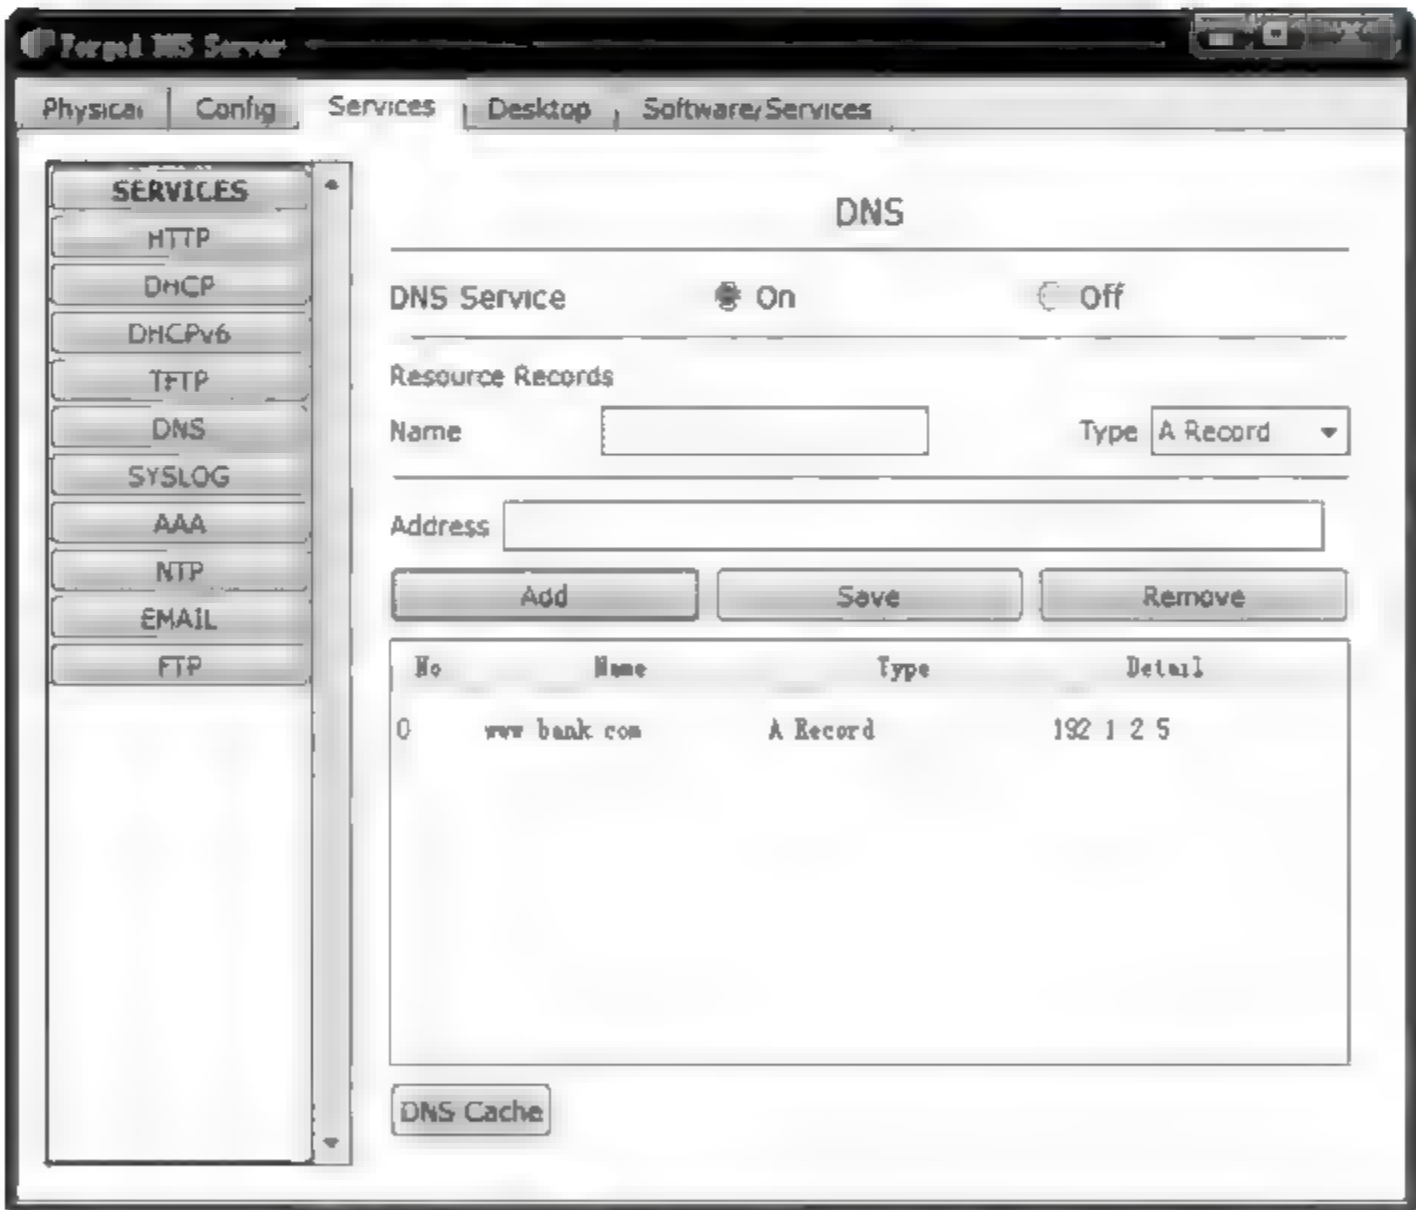 Forged DNS Server
Physical Config Services Desktop Software/Services
SERVICES
HTTP
DHCP
DHCPv6
TFTP
DNS
SYSLOG
AAA
NTP
EMAIL
FTP
DNS
DNS Service On Off
Resource Records
Name Type A Record
Address
Add Save Remove
No Name Type Detail
0 www bank com A Record 192 1 2 5
DNS Cache